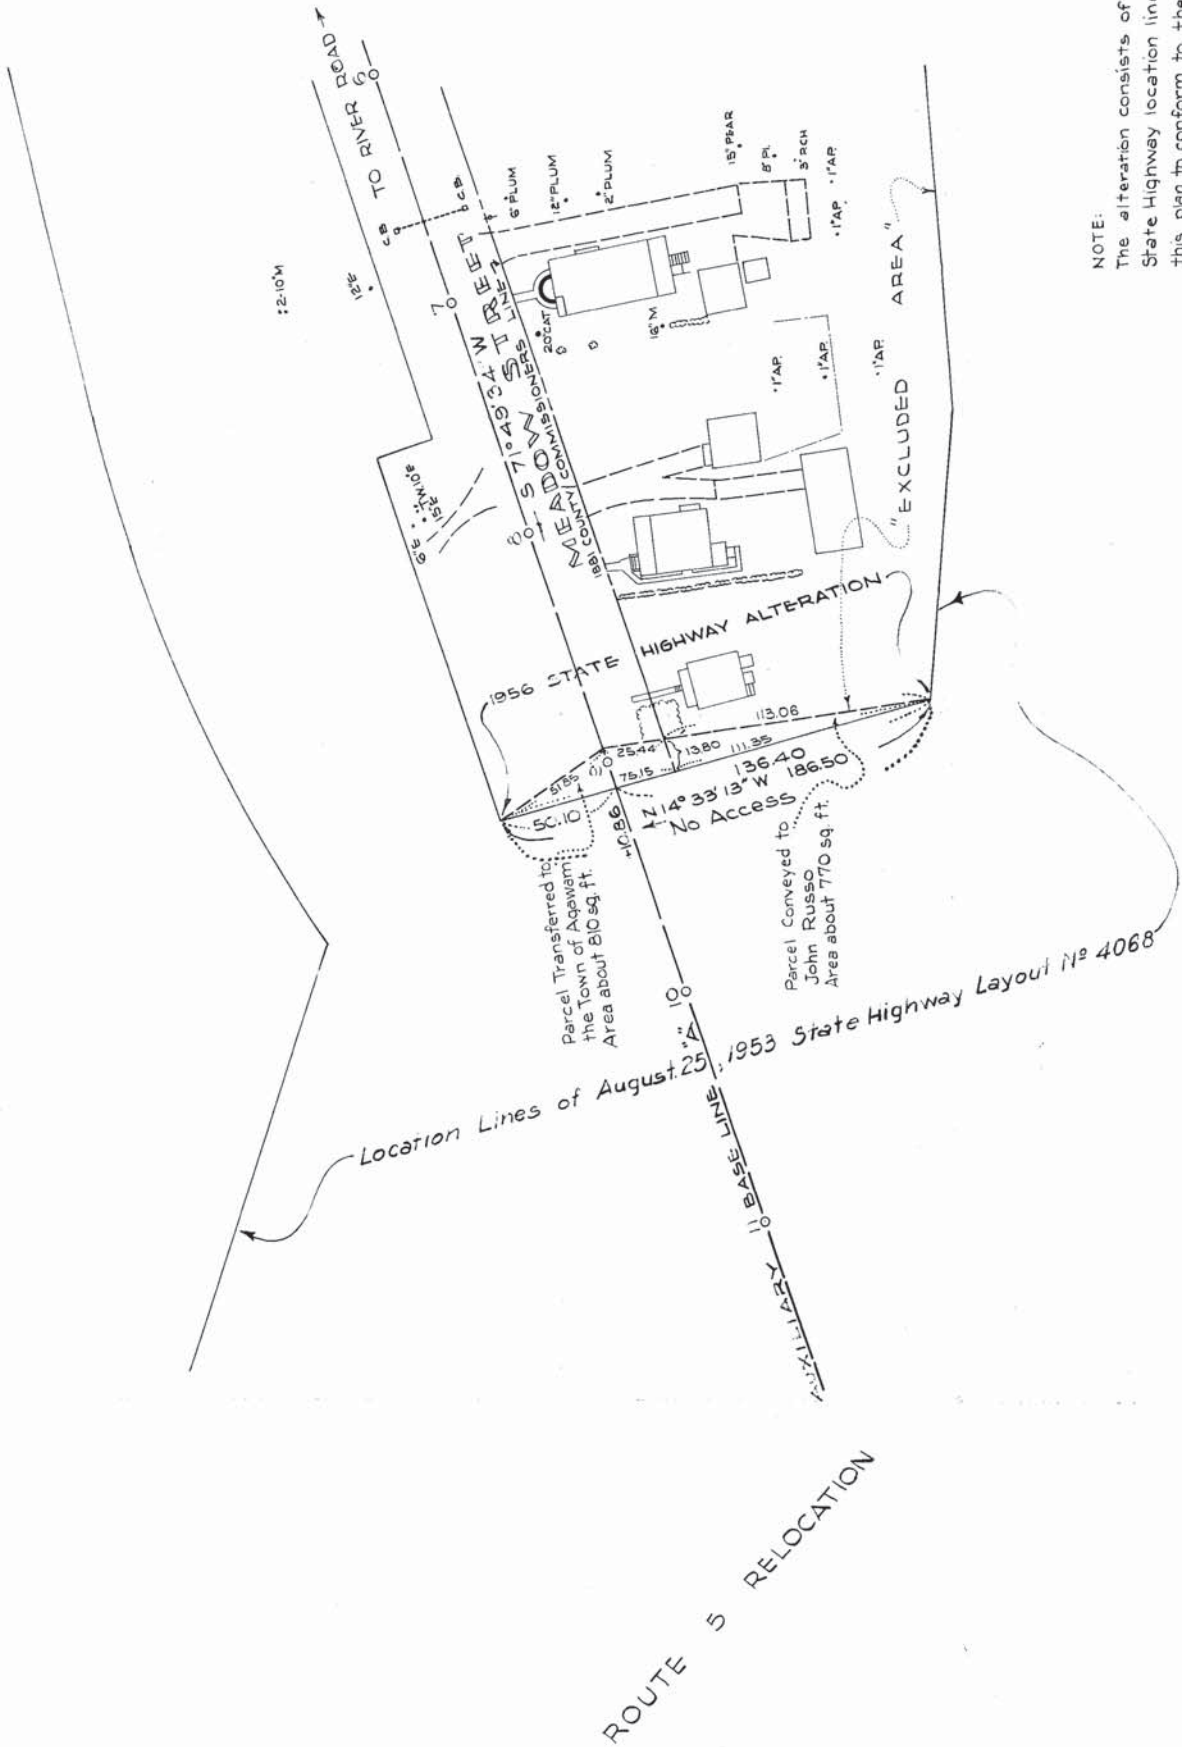 TO RIVER ROAD
6
C.B.
C.B.
:2-10"M
12"E
7
S 71° 49' 34" W
MEADOW STREET
1881 COUNTY COMMISSIONERS LINE
6" PLUM
12" PLUM
2" PLUM
15" PEAR
8" PL.
3' RCH
1" AP.
1" AP.
1" AP.
1" AP.
1" AP.
20" CAT
16" M
6" E
TW.10" E
15" E
8
"EXCLUDED AREA"
1956 STATE HIGHWAY ALTERATION
9
51.85
25.44
113.06
50.10
75.15
13.80
111.35
136.40
N 14° 33' 13" W 186.50
No Access
+10.86
Parcel Transferred to
the Town of Agawam
Area about 810 sq. ft.
Parcel Conveyed to
John Russo
Area about 770 sq. ft.
10
"A"
11
AUXILIARY BASE LINE
Location Lines of August 25, 1953 State Highway Layout Nº 4068
ROUTE 5 RELOCATION
NOTE:
The alteration consists of
State Highway location
this plan to conform to the